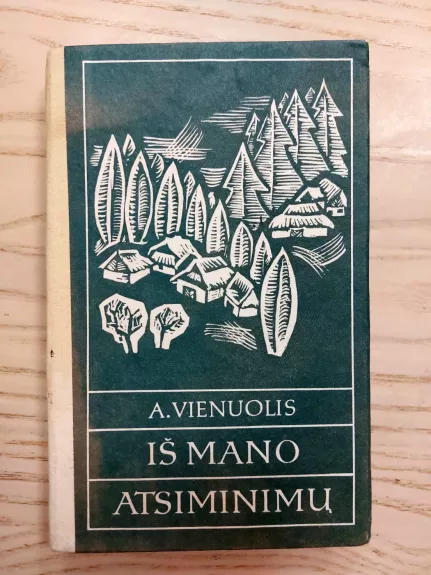 A. VIENUOLIS
IŠ MANO
ATSIMINIMŲ